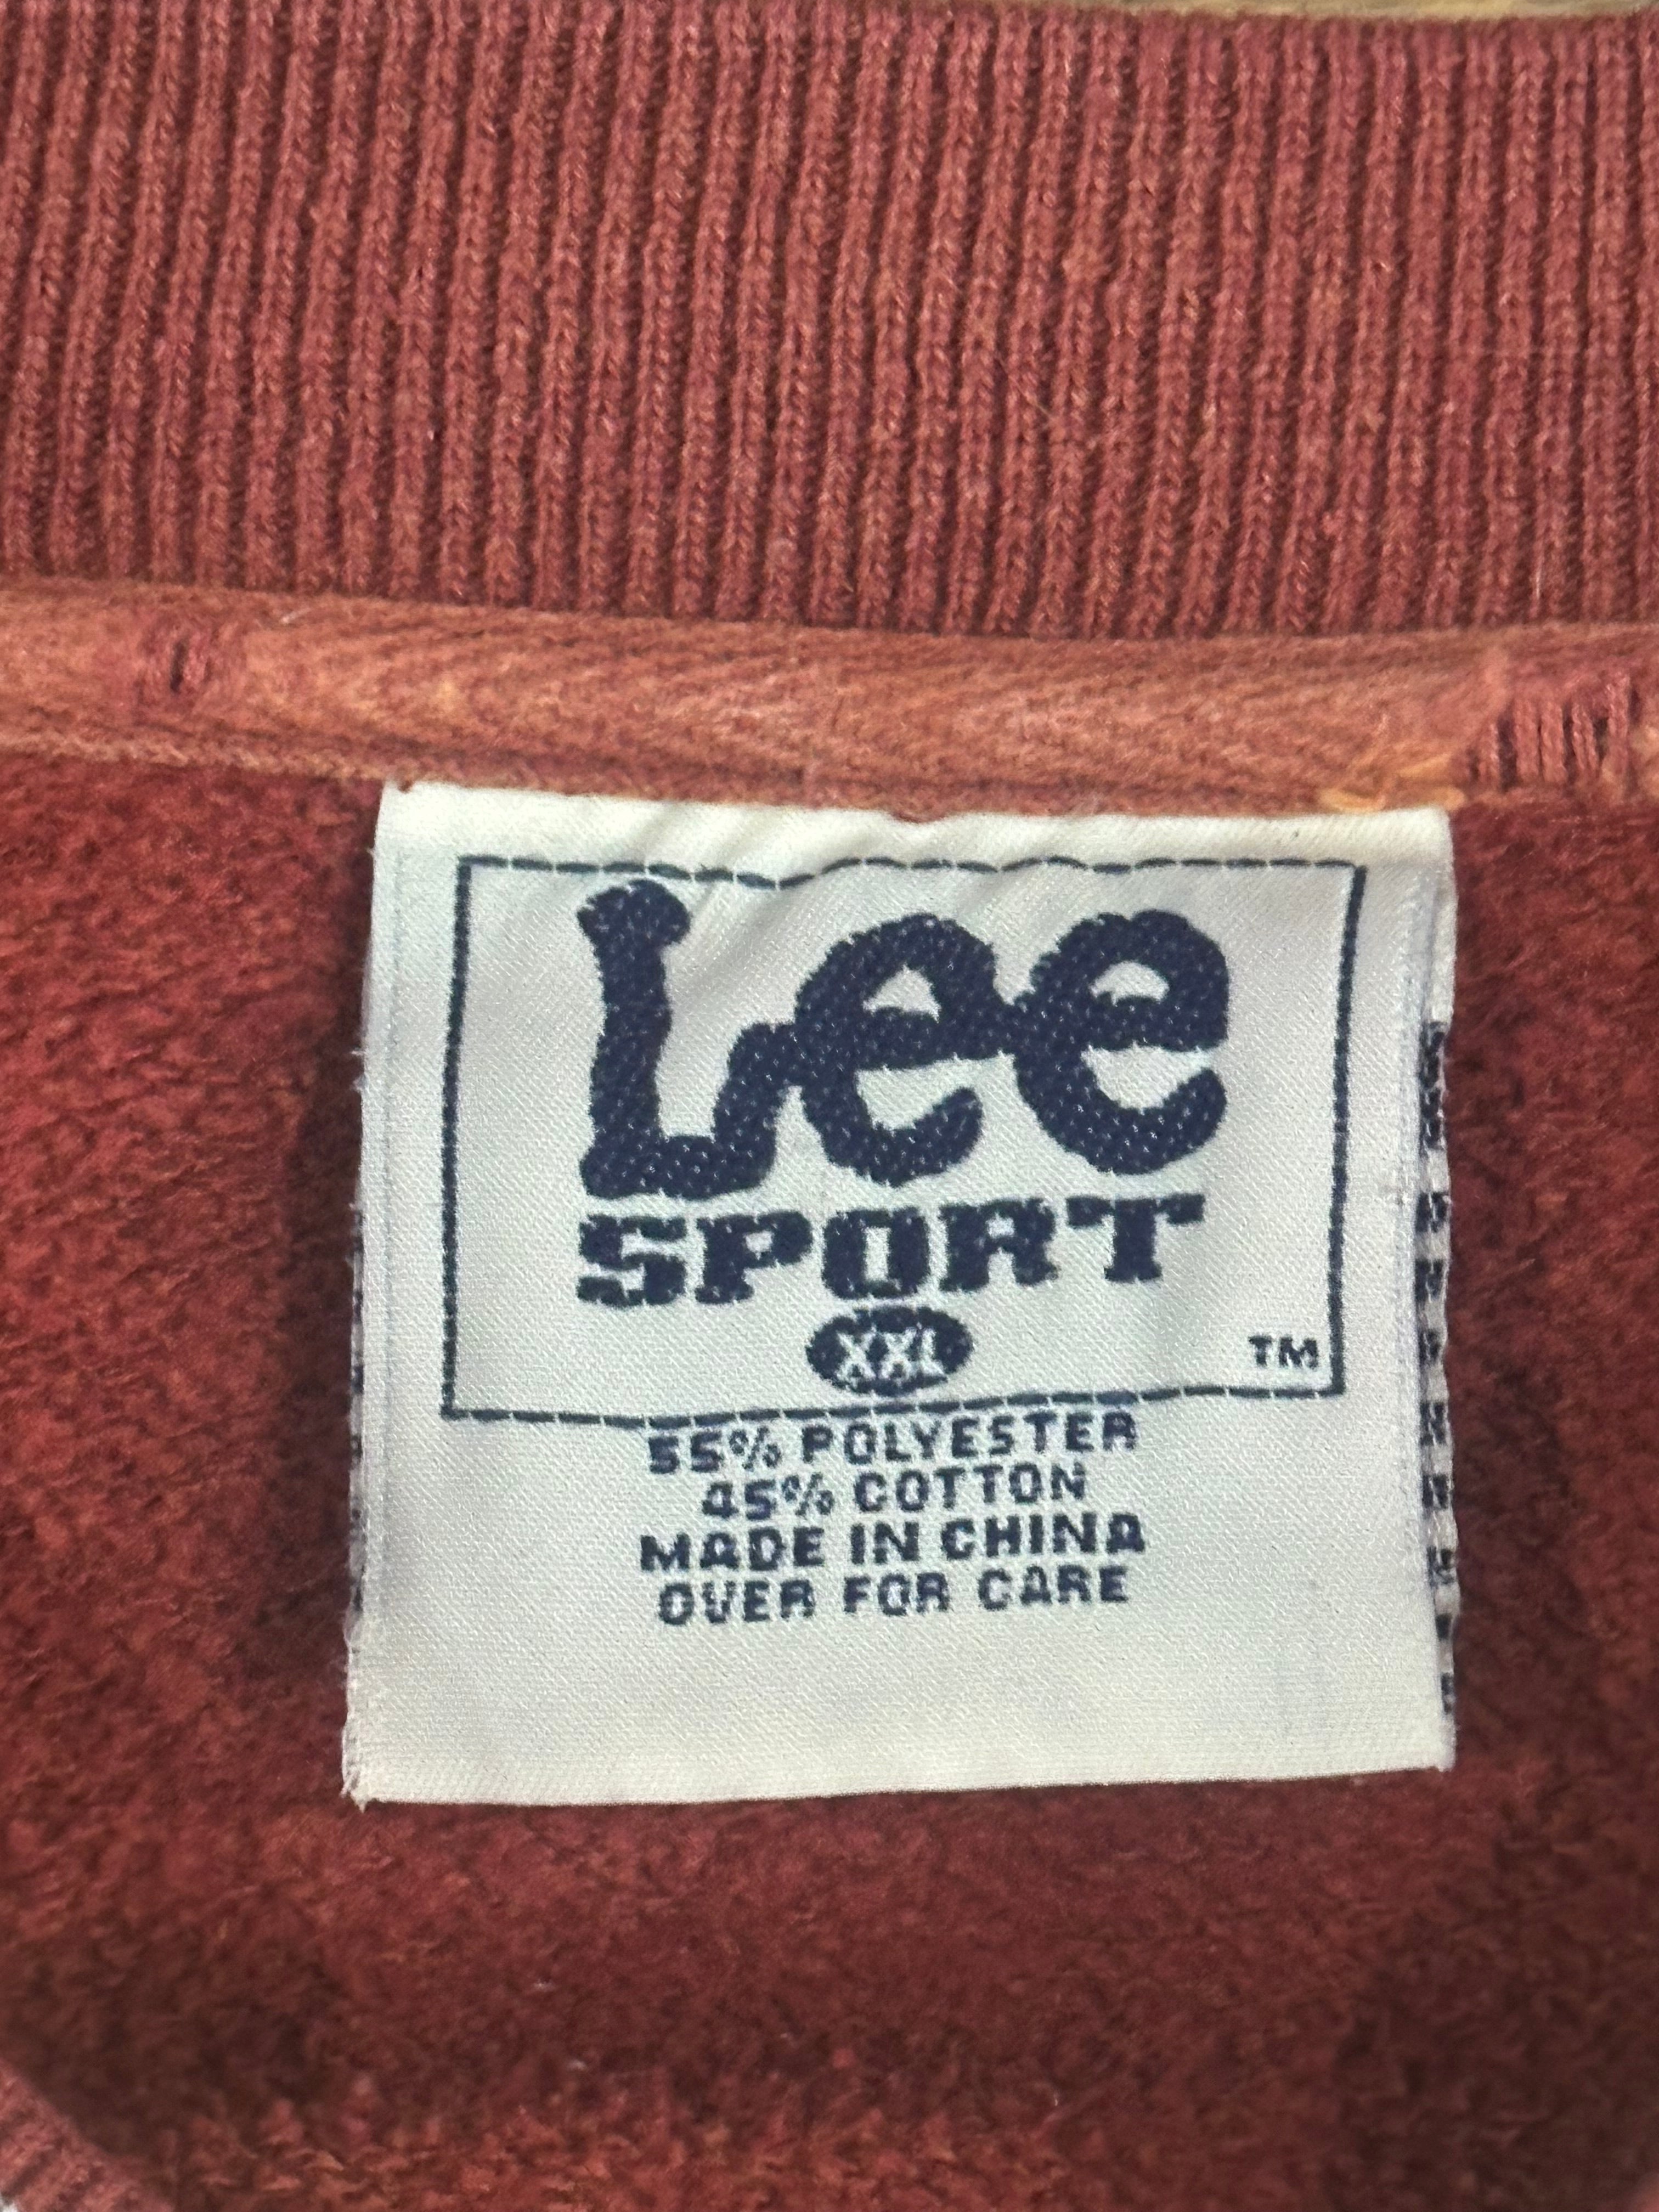 Lee
SPORT
XXL
TM
55% POLYESTER
45% COTTON
MADE IN CHINA
OVER FOR CARE